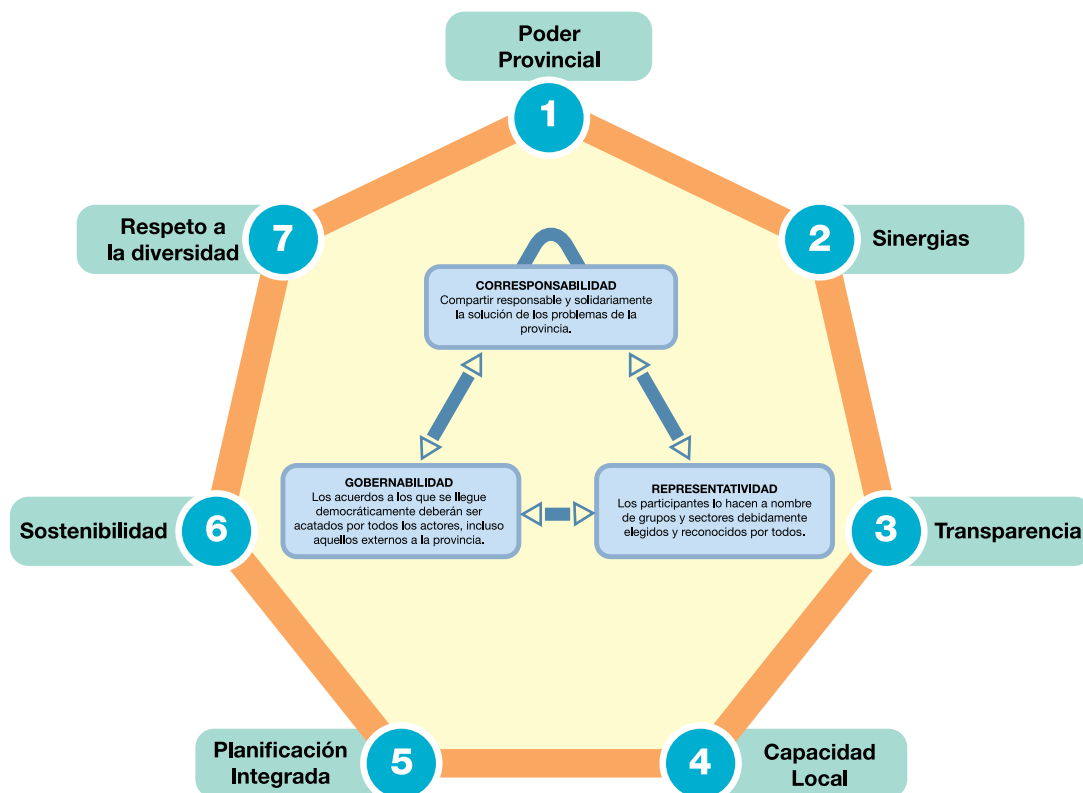 Poder
Provincial
1
Respeto a
la diversidad
7
2
Sinergias
CORRESPONSABILIDAD
Compartir responsable y solidariamente
la solución de los problemas de la
provincia.
GOBERNABILIDAD
Los acuerdos a los que se llegue
democráticamente deberán ser
acatados por todos los actores, incluso
aquellos externos a la provincia.
REPRESENTATIVIDAD
Los participantes lo hacen a nombre
de grupos y sectores debidamente
elegidos y reconocidos por todos.
Sostenibilidad
6
3
Transparencia
Planificación
Integrada
5
4
Capacidad
Local